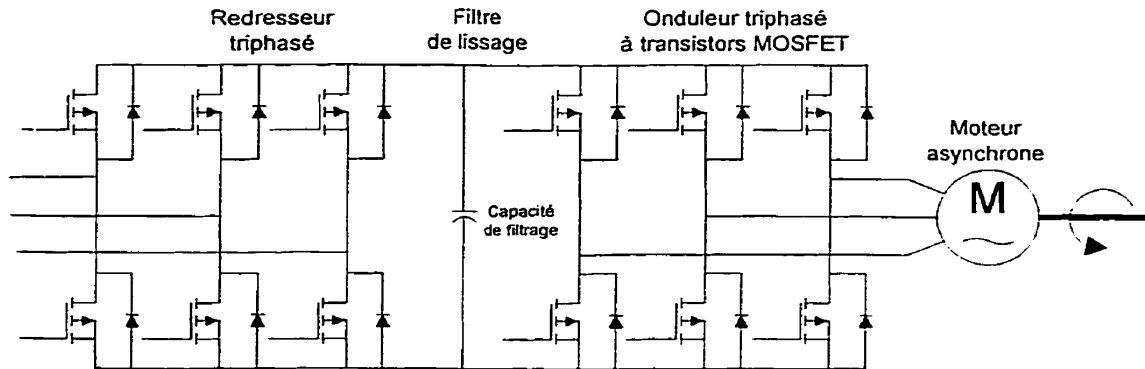 Redresseur
triphasé
Filtre
de lissage
Onduleur triphasé
à transistors MOSFET
Moteur
asynchrone
M
Capacité
de filtrage